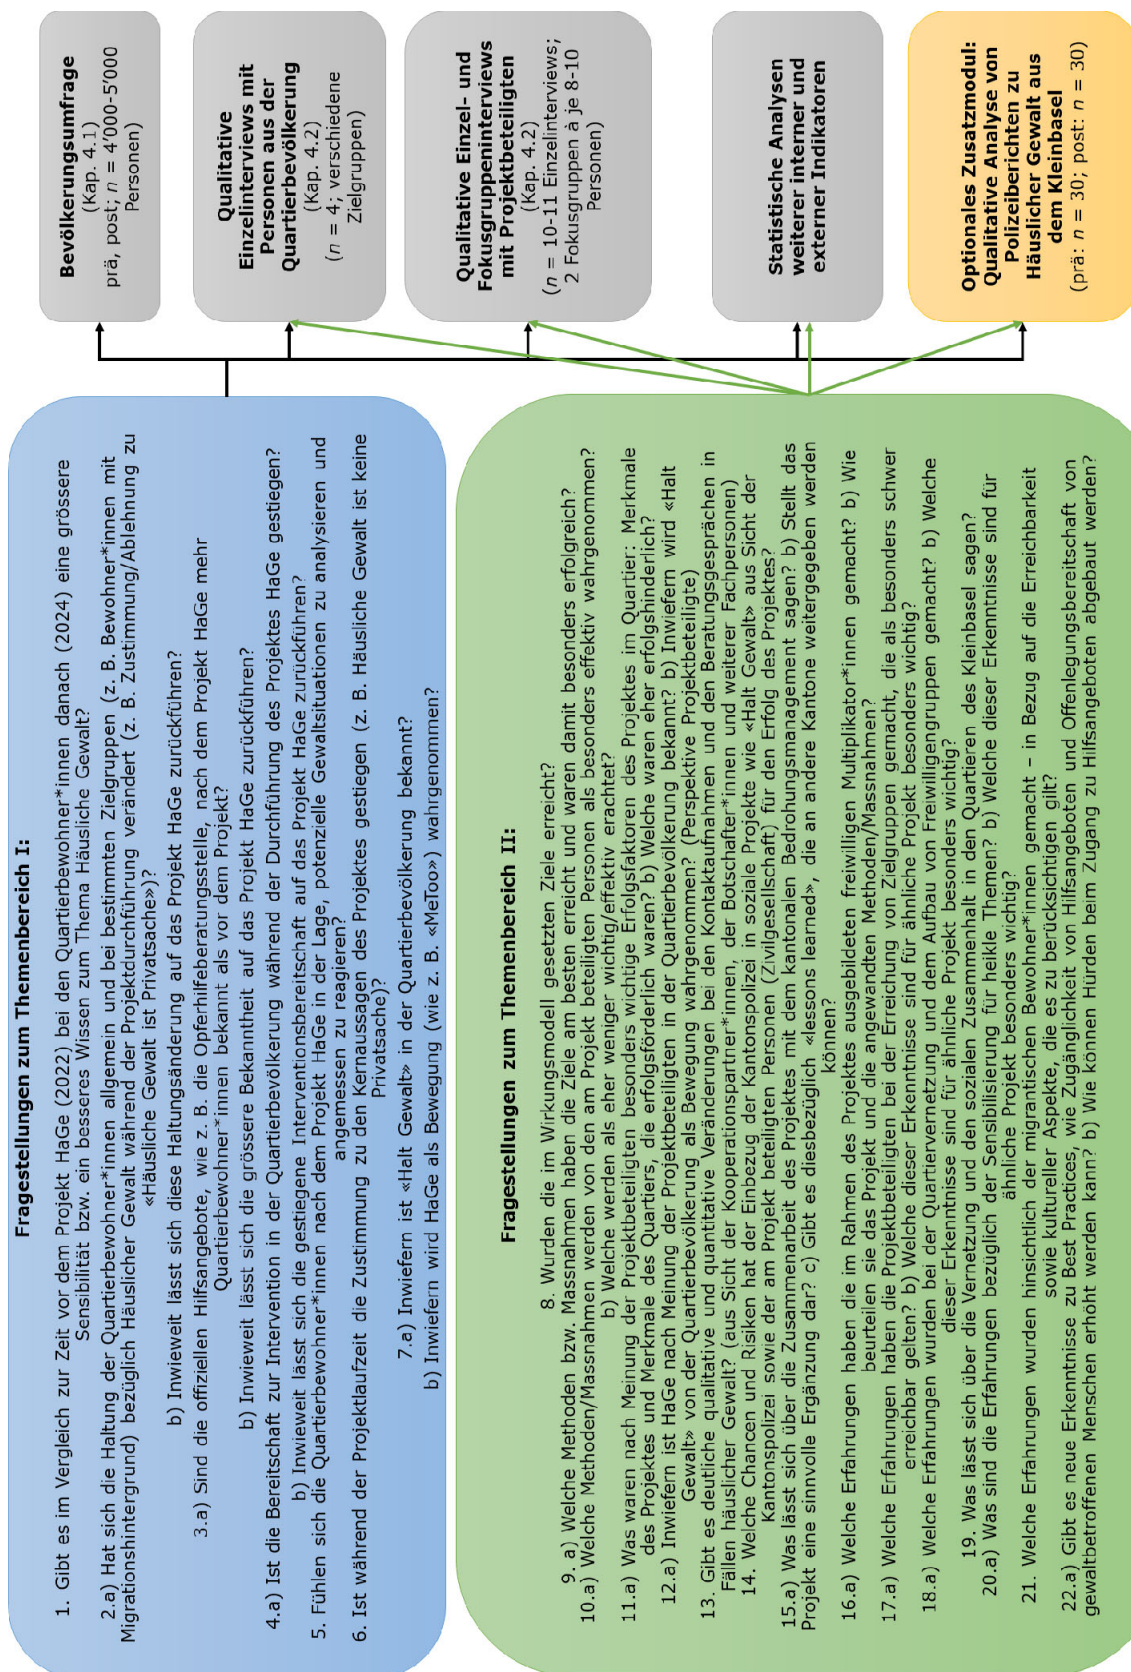 Fragestellungen zum Themenbereich I:
1. Gibt es im Vergleich zur Zeit vor dem Projekt HaGe (2022) bei den Quartierbewohner*innen danach (2024) eine grössere
Sensibilität bzw. ein besseres Wissen zum Thema Häusliche Gewalt?
2.a) Hat sich die Haltung der Quartierbewohner*innen allgemein und bei bestimmten Zielgruppen (z. B. Bewohner*innen mit
Migrationshintergrund) bezüglich Häuslicher Gewalt während der Projektdurchführung verändert (z. B. Zustimmung/Ablehnung zu
«Häusliche Gewalt ist Privatsache»)?
b) Inwieweit lässt sich diese Haltungsänderung auf das Projekt HaGe zurückführen?
3.a) Sind die offiziellen Hilfsangebote, wie z. B. die Opferhilfeberatungsstelle, nach dem Projekt HaGe mehr
Quartierbewohner*innen bekannt als vor dem Projekt?
b) Inwieweit lässt sich die grössere Bekanntheit auf das Projekt HaGe zurückführen?
4.a) Ist die Bereitschaft zur Intervention in der Quartierbevölkerung während der Durchführung des Projektes HaGe gestiegen?
b) Inwieweit lässt sich die gestiegene Interventionsbereitschaft auf das Projekt HaGe zurückführen?
5. Fühlen sich die Quartierbewohner*innen nach dem Projekt HaGe in der Lage, potenzielle Gewaltsituationen zu analysieren und
angemessen zu reagieren?
6. Ist während der Projektlaufzeit die Zustimmung zu den Kernaussagen des Projektes gestiegen (z. B. Häusliche Gewalt ist keine
Privatsache)?
7.a) Inwiefern ist «Halt Gewalt» in der Quartierbevölkerung bekannt?
b) Inwiefern wird HaGe als Bewegung (wie z. B. «MeToo») wahrgenommen?
Fragestellungen zum Themenbereich II:
8. Wurden die im Wirkungsmodell gesetzten Ziele erreicht?
9. a) Welche Methoden bzw. Massnahmen haben die Ziele am besten erreicht und waren damit besonders erfolgreich?
10.a) Welche Methoden/Massnahmen werden von den am Projekt beteiligten Personen als besonders effektiv wahrgenommen?
b) Welche werden als eher weniger wichtig/effektiv erachtet?
11.a) Was waren nach Meinung der Projektbeteiligten besonders wichtige Erfolgsfaktoren des Projektes im Quartier: Merkmale
des Projektes und Merkmale des Quartiers, die erfolgsförderlich waren? b) Welche waren eher erfolgshinderlich?
12.a) Inwiefern ist HaGe nach Meinung der Projektbeteiligten in der Quartierbevölkerung bekannt? b) Inwiefern wird «Halt
Gewalt» von der Quartierbevölkerung als Bewegung wahrgenommen? (Perspektive Projektbeteiligte)
13. Gibt es deutliche qualitative und quantitative Veränderungen bei den Kontaktaufnahmen und den Beratungsgesprächen in
Fällen häuslicher Gewalt? (aus Sicht der Kooperationspartner*innen, der Botschafter*innen und weiterer Fachpersonen)
14. Welche Chancen und Risiken hat der Einbezug der Kantonspolizei in soziale Projekte wie «Halt Gewalt» aus Sicht der
Kantonspolizei sowie der am Projekt beteiligten Personen (Zivilgesellschaft) für den Erfolg des Projektes?
15.a) Was lässt sich über die Zusammenarbeit des Projektes mit dem kantonalen Bedrohungsmanagement sagen? b) Stellt das
Projekt eine sinnvolle Ergänzung dar? c) Gibt es diesbezüglich «lessons learned», die an andere Kantone weitergegeben werden
können?
16.a) Welche Erfahrungen haben die im Rahmen des Projektes ausgebildeten freiwilligen Multiplikator*innen gemacht? b) Wie
beurteilen sie das Projekt und die angewandten Methoden/Massnahmen?
17.a) Welche Erfahrungen haben die Projektbeteiligten bei der Erreichung von Zielgruppen gemacht, die als besonders schwer
erreichbar gelten? b) Welche dieser Erkenntnisse sind für ähnliche Projekt besonders wichtig?
18.a) Welche Erfahrungen wurden bei der Quartiervernetzung und dem Aufbau von Freiwilligengruppen gemacht? b) Welche
dieser Erkenntnisse sind für ähnliche Projekt besonders wichtig?
19. Was lässt sich über die Vernetzung und den sozialen Zusammenhalt in den Quartieren des Kleinbasel sagen?
20.a) Was sind die Erfahrungen bezüglich der Sensibilisierung für heikle Themen? b) Welche dieser Erkenntnisse sind für
ähnliche Projekt besonders wichtig?
21. Welche Erfahrungen wurden hinsichtlich der migrantischen Bewohner*innen gemacht – in Bezug auf die Erreichbarkeit
sowie kultureller Aspekte, die es zu berücksichtigen gilt?
22.a) Gibt es neue Erkenntnisse zu Best Practices, wie Zugänglichkeit von Hilfsangeboten und Offenlegungsbereitschaft von
gewaltbetroffenen Menschen erhöht werden kann? b) Wie können Hürden beim Zugang zu Hilfsangeboten abgebaut werden?
Bevölkerungsumfrage
(Kap. 4.1)
prä, post; n = 4'000-5'000
Personen)
Qualitative
Einzelinterviews mit
Personen aus der
Quartierbevölkerung
(Kap. 4.2)
(n = 4; verschiedene
Zielgruppen)
Qualitative Einzel- und
Fokusgruppeninterviews
mit Projektbeteiligten
(Kap. 4.2)
(n = 10-11 Einzelinterviews;
2 Fokusgruppen à je 8-10
Personen)
Statistische Analysen
weiterer interner und
externer Indikatoren
Optionales Zusatzmodul:
Qualitative Analyse von
Polizeiberichten zu
Häuslicher Gewalt aus
dem Kleinbasel
(prä: n = 30; post: n = 30)